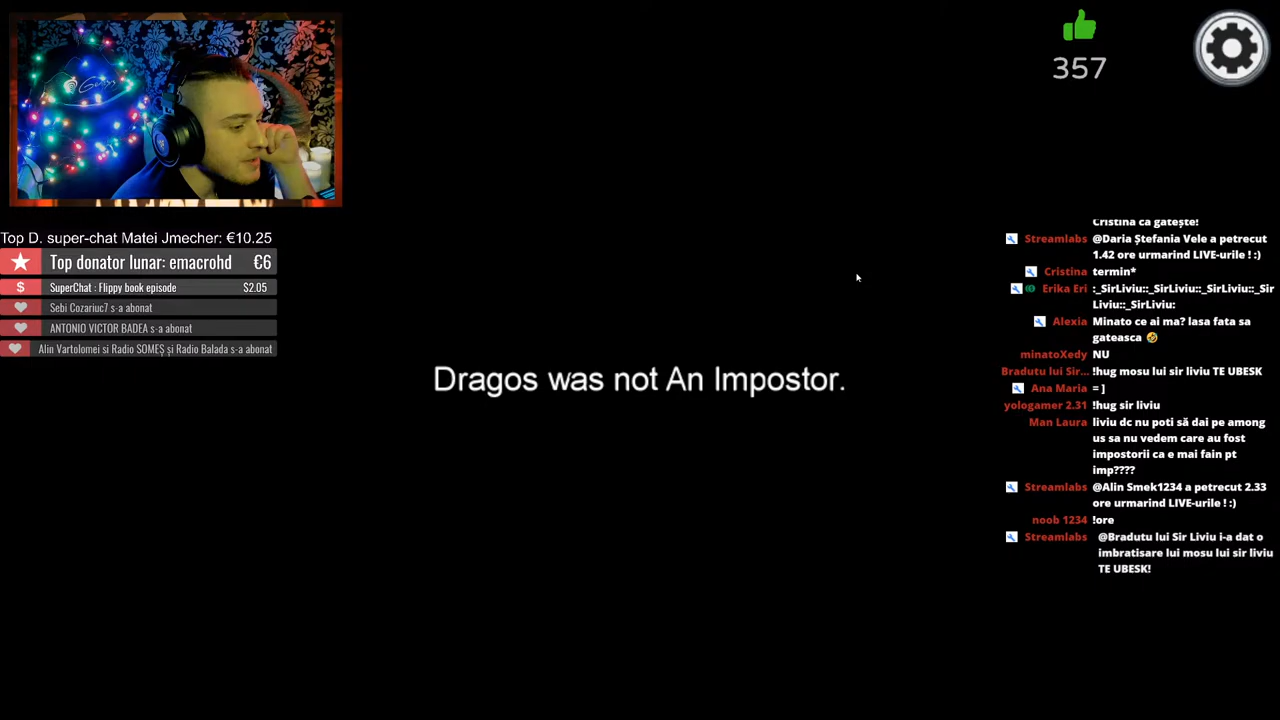 357
Top D. super-chat Matei Jmecher: €10.25
Top donator lunar: emacrohd €6
SuperChat : Flippy book episode $2.05
Sebi Cozariuc7 s-a abonat
ANTONIO VICTOR BADEA s-a abonat
Alin Vartolomei si Radio SOMEȘ și Radio Balada s-a abonat
Dragos was not An Impostor.
Cristina ca gatește!
Streamlabs @Daria Ștefania Vele a petrecut
1.42 ore urmarind LIVE-urile ! :)
Cristina termin*
Erika Eri :_SirLiviu::_SirLiviu::_SirLiviu::_Sir
Liviu::_SirLiviu:
Alexia Minato ce ai ma? lasa fata sa
gateasca 🤣
minatoXedy NU
Bradutu lui Sir... !hug mosu lui sir liviu TE UBESK
Ana Maria = ]
yologamer 2.31 !hug sir liviu
Man Laura liviu dc nu poti să dai pe among
us sa nu vedem care au fost
impostorii ca e mai fain pt
imp????
Streamlabs @Alin Smek1234 a petrecut 2.33
ore urmarind LIVE-urile ! :)
noob 1234 !ore
Streamlabs @Bradutu lui Sir Liviu i-a dat o
imbratisare lui mosu lui sir liviu
TE UBESK!